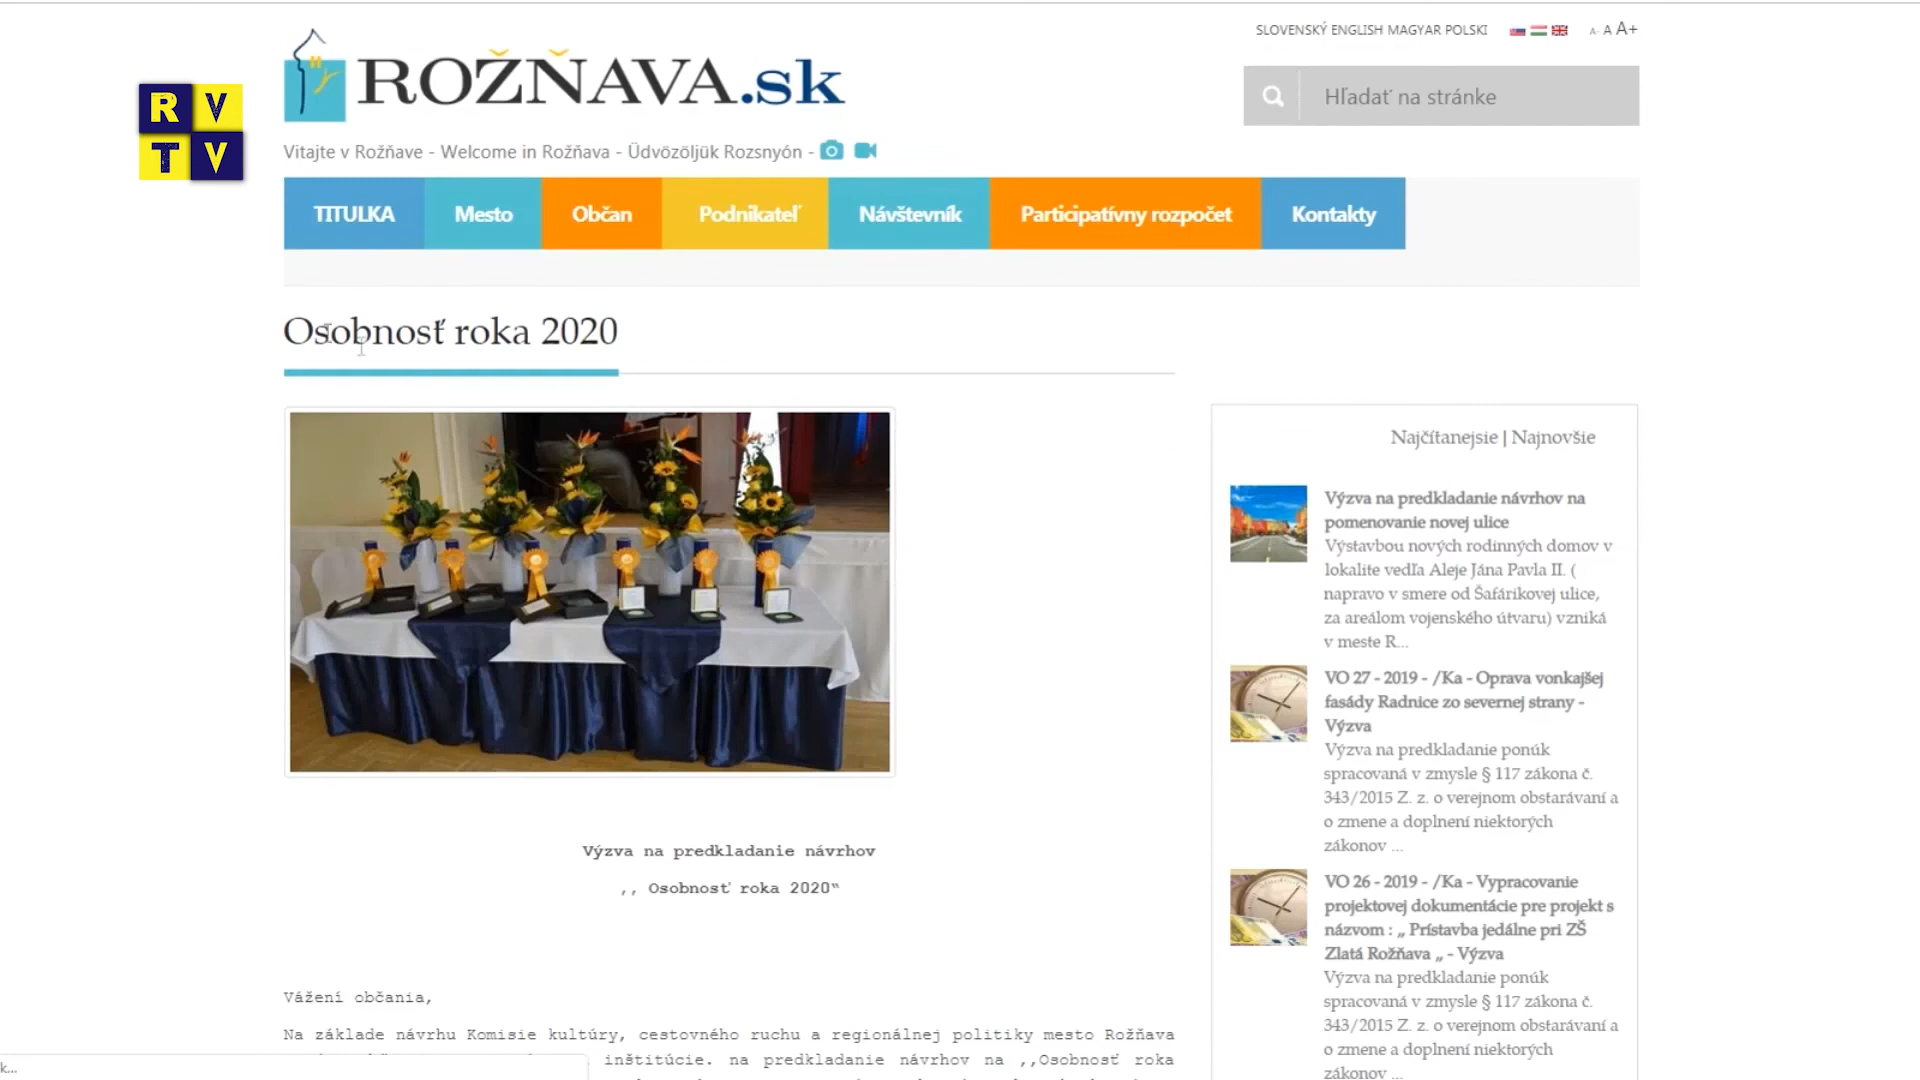 SLOVENSKÝ ENGLISH MAGYAR POLSKI
A- A A+
ROŽŇAVA.sk
R V
T V
Hľadať na stránke
Vitajte v Rožňave - Welcome in Rožňava - Üdvözöljük Rozsnyón -
TITULKA Mesto Občan Podnikateľ Návštevník Participatívny rozpočet Kontakty
Osobnosť roka 2020
Výzva na predkladanie návrhov
,, Osobnosť roka 2020“
Vážení občania,
Na základe návrhu Komisie kultúry, cestovného ruchu a regionálnej politiky mesto Rožňava
inštitúcie. na predkladanie návrhov na ,,Osobnosť roka
k...
Najčítanejsie | Najnovšie
Výzva na predkladanie návrhov na
pomenovanie novej ulice
Výstavbou nových rodinných domov v
lokalite vedľa Aleje Jána Pavla II. (
napravo v smere od Šafárikovej ulice,
za areálom vojenského útvaru) vzniká
v meste R...
VO 27 - 2019 - /Ka - Oprava vonkajšej
fasády Radnice zo severnej strany -
Výzva
Výzva na predkladanie ponúk
spracovaná v zmysle § 117 zákona č.
343/2015 Z. z. o verejnom obstarávaní a
o zmene a doplnení niektorých
zákonov ...
VO 26 - 2019 - /Ka - Vypracovanie
projektovej dokumentácie pre projekt s
názvom : „ Prístavba jedálne pri ZŠ
Zlatá Rožňava „ - Výzva
Výzva na predkladanie ponúk
spracovaná v zmysle § 117 zákona č.
343/2015 Z. z. o verejnom obstarávaní a
o zmene a doplnení niektorých
zákonov ...